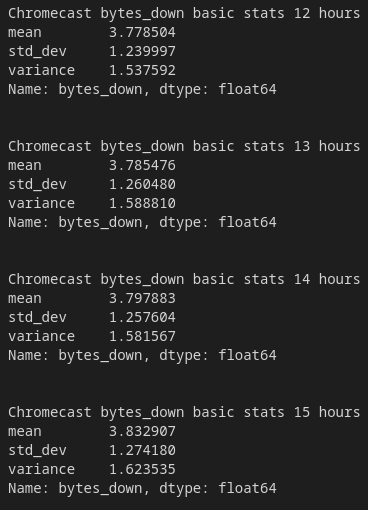 Chromecast bytes_down basic stats 12 hours
mean        3.778504
std_dev     1.239997
variance    1.537592
Name: bytes_down, dtype: float64
Chromecast bytes_down basic stats 13 hours
mean        3.785476
std_dev     1.260480
variance    1.588810
Name: bytes_down, dtype: float64
Chromecast bytes_down basic stats 14 hours
mean        3.797883
std_dev     1.257604
variance    1.581567
Name: bytes_down, dtype: float64
Chromecast bytes_down basic stats 15 hours
mean        3.832907
std_dev     1.274180
variance    1.623535
Name: bytes_down, dtype: float64